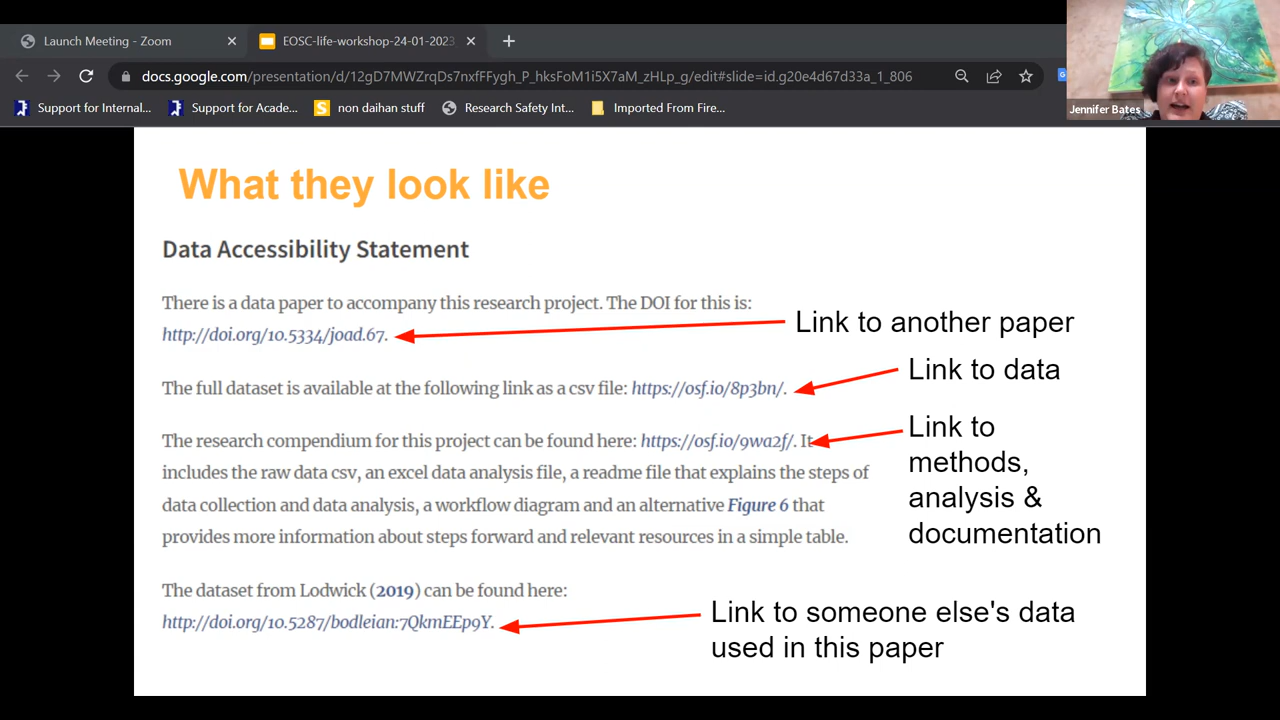 Launch Meeting - Zoom
EOSC-life-workshop-24-01-2023
docs.google.com/presentation/d/12gD7MWZrqDs7nxfFFygh_P_hksFoM1i5X7aM_zHLp_g/edit#slide=id.g20e4d67d33a_1_806
Support for Internal...
Support for Acade...
non daihan stuff
Research Safety Int...
Imported From Fire...
Jennifer Bates
What they look like
Data Accessibility Statement
There is a data paper to accompany this research project. The DOI for this is:
http://doi.org/10.5334/joad.67.
Link to another paper
Link to data
The full dataset is available at the following link as a csv file: https://osf.io/8p3bn/.
The research compendium for this project can be found here: https://osf.io/9wa2f/. It
includes the raw data csv, an excel data analysis file, a readme file that explains the steps of
data collection and data analysis, a workflow diagram and an alternative Figure 6 that
provides more information about steps forward and relevant resources in a simple table.
Link to
methods,
analysis &
documentation
The dataset from Lodwick (2019) can be found here:
http://doi.org/10.5287/bodleian:7QkmEEp9Y.
Link to someone else's data
used in this paper